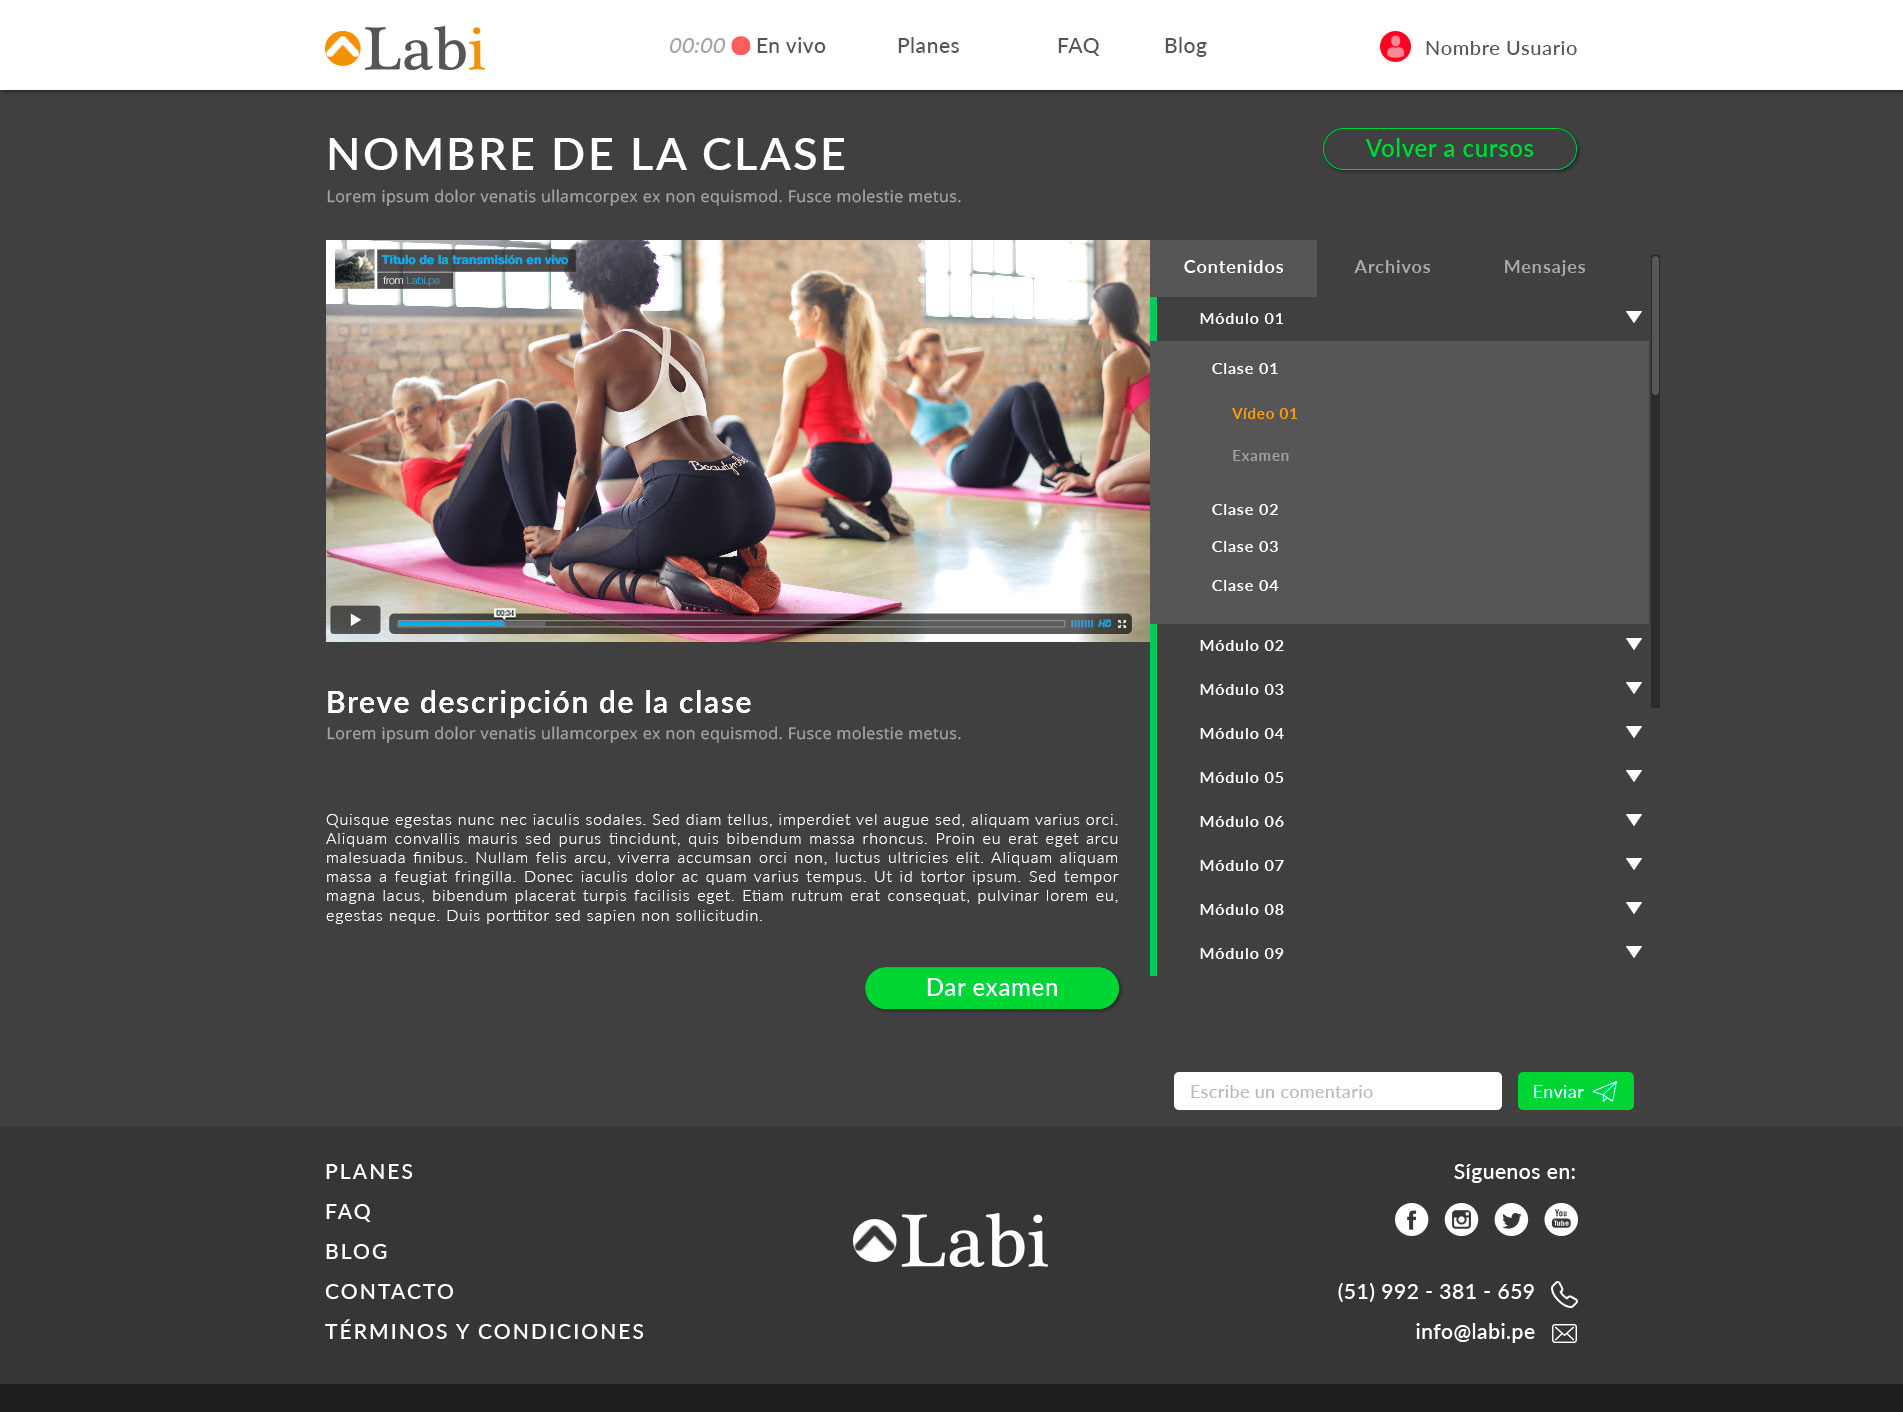 Labi
00:00 En vivo
Planes
FAQ
Blog
Nombre Usuario
NOMBRE DE LA CLASE
Lorem ipsum dolor venatis ullamcorpex ex non equismod. Fusce molestie metus.
Volver a cursos
Título de la transmisión en vivo
from Labi.pe
00:34
HD
Contenidos
Archivos
Mensajes
Módulo 01
Clase 01
Vídeo 01
Examen
Clase 02
Clase 03
Clase 04
Módulo 02
Módulo 03
Módulo 04
Módulo 05
Módulo 06
Módulo 07
Módulo 08
Módulo 09
Breve descripción de la clase
Lorem ipsum dolor venatis ullamcorpex ex non equismod. Fusce molestie metus.
Quisque egestas nunc nec iaculis sodales. Sed diam tellus, imperdiet vel augue sed, aliquam varius orci.
Aliquam convallis mauris sed purus tincidunt, quis bibendum massa rhoncus. Proin eu erat eget arcu
malesuada finibus. Nullam felis arcu, viverra accumsan orci non, luctus ultricies elit. Aliquam aliquam
massa a feugiat fringilla. Donec iaculis dolor ac quam varius tempus. Ut id tortor ipsum. Sed tempor
magna lacus, bibendum placerat turpis facilisis eget. Etiam rutrum erat consequat, pulvinar lorem eu,
egestas neque. Duis porttitor sed sapien non sollicitudin.
Dar examen
Escribe un comentario
Enviar
PLANES
FAQ
BLOG
CONTACTO
TÉRMINOS Y CONDICIONES
Labi
Síguenos en:
You
Tube
(51) 992 - 381 - 659
info@labi.pe